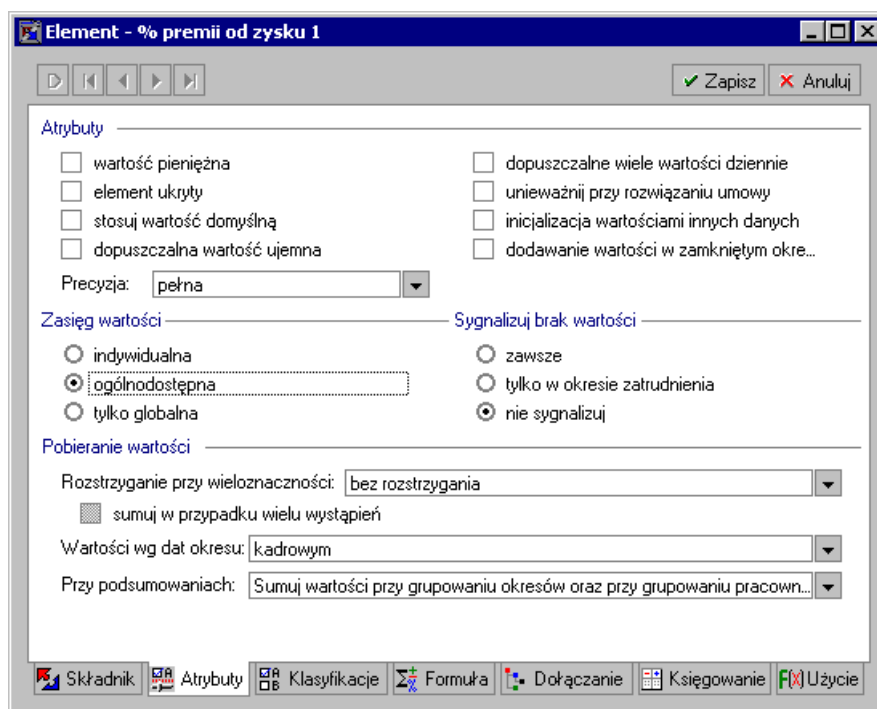 Element - % premii od zysku 1
Zapisz Anuluj
Atrybuty
wartość pieniężna
element ukryty
stosuj wartość domyślną
dopuszczalna wartość ujemna
dopuszczalne wiele wartości dziennie
unieważnij przy rozwiązaniu umowy
inicjalizacja wartościami innych danych
dodawanie wartości w zamkniętym okre...
Precyzja: pełna
Zasięg wartości
indywidualna
ogólnodostępna
tylko globalna
Sygnalizuj brak wartości
zawsze
tylko w okresie zatrudnienia
nie sygnalizuj
Pobieranie wartości
Rozstrzyganie przy wieloznaczności: bez rozstrzygania
sumuj w przypadku wielu wystąpień
Wartości wg dat okresu: kadrowym
Przy podsumowaniach: Sumuj wartości przy grupowaniu okresów oraz przy grupowaniu pracown...
Składnik Atrybuty Klasyfikacje Formuła Dołączanie Księgowanie F(X) Użycie